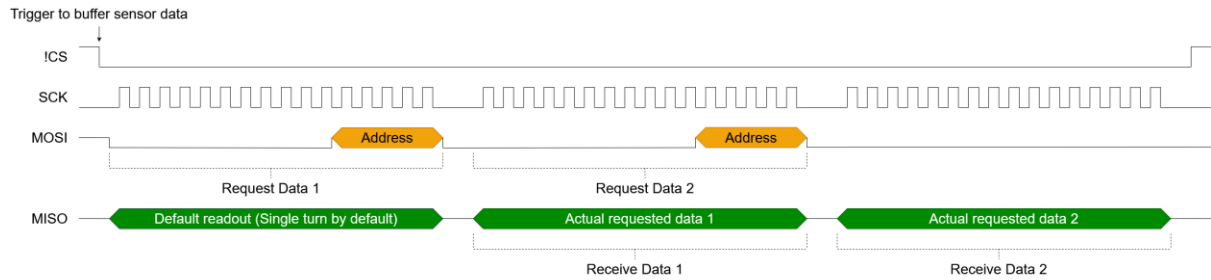 Trigger to buffer sensor data
!CS
SCK
MOSI
Address
Address
Request Data 1
Request Data 2
MISO
Default readout (Single turn by default)
Actual requested data 1
Actual requested data 2
Receive Data 1
Receive Data 2